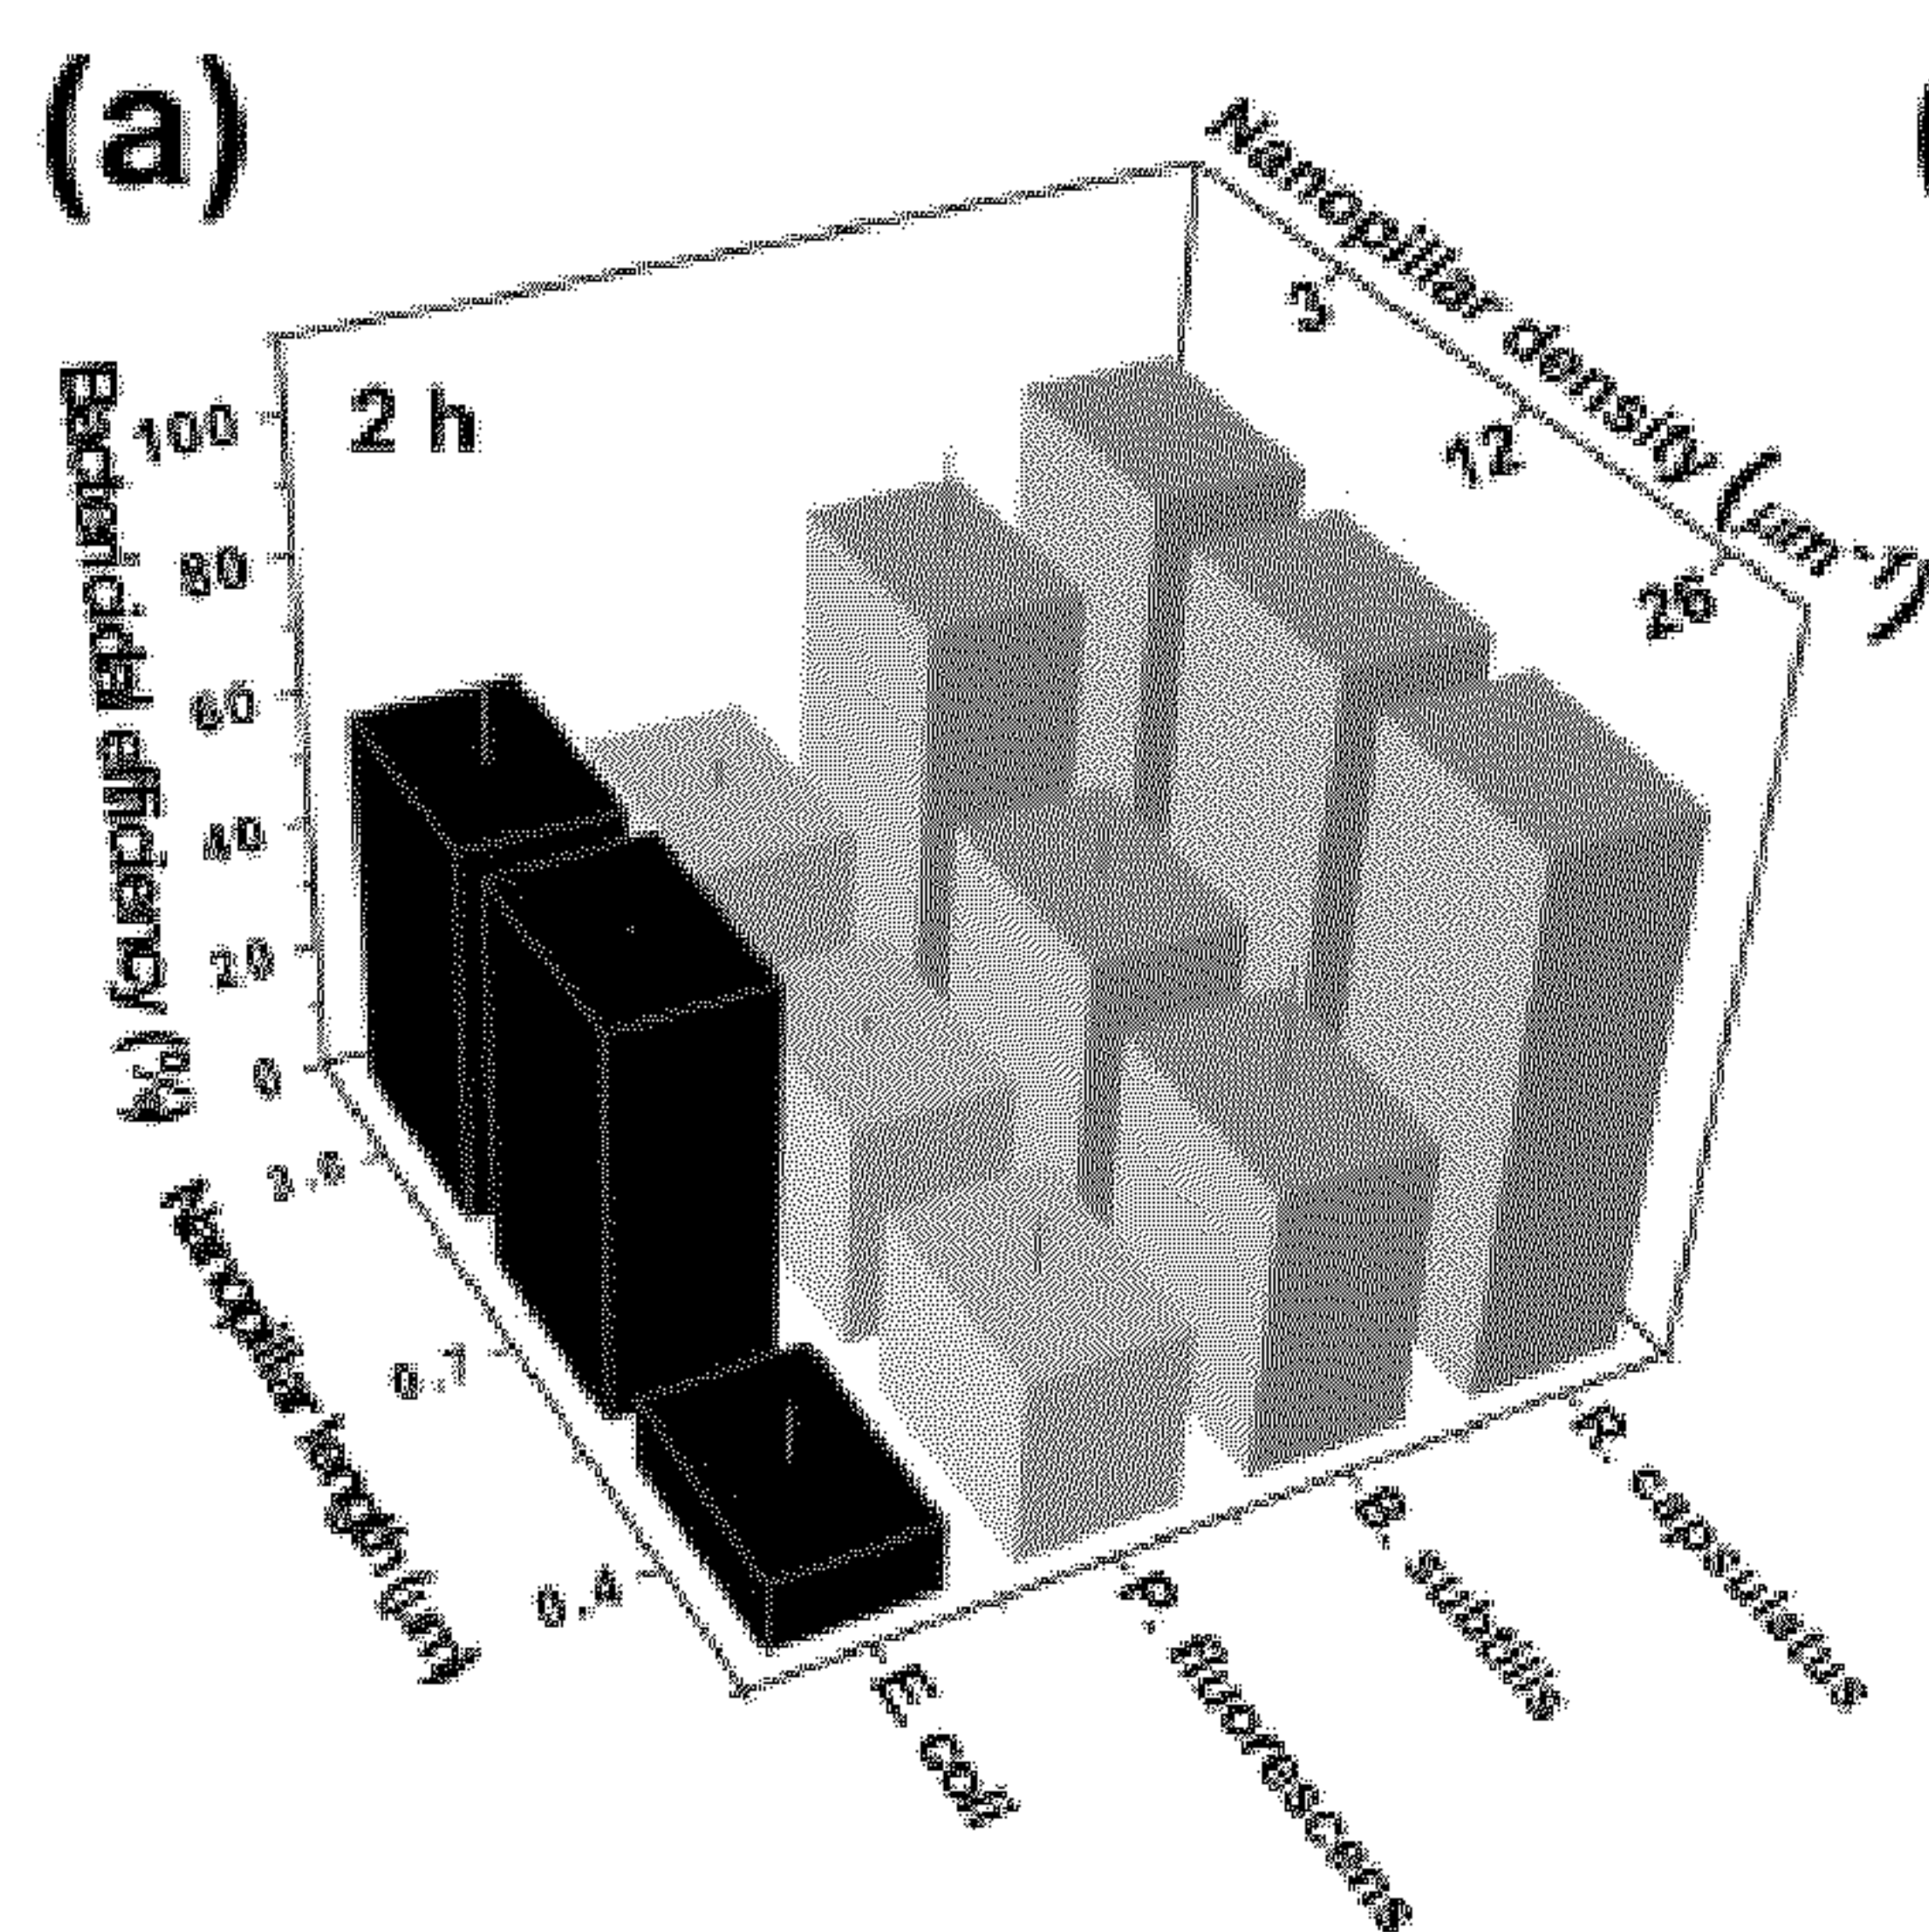 (a)
2 h
Bactericidal efficiency (%)
100
80
60
40
20
0
Nanopillar density (µm⁻²)
3
12
26
Nanopillar length (µm)
0.7
0.4
E. coli
P. fluorescens
B. subtilis
R. capsulatus